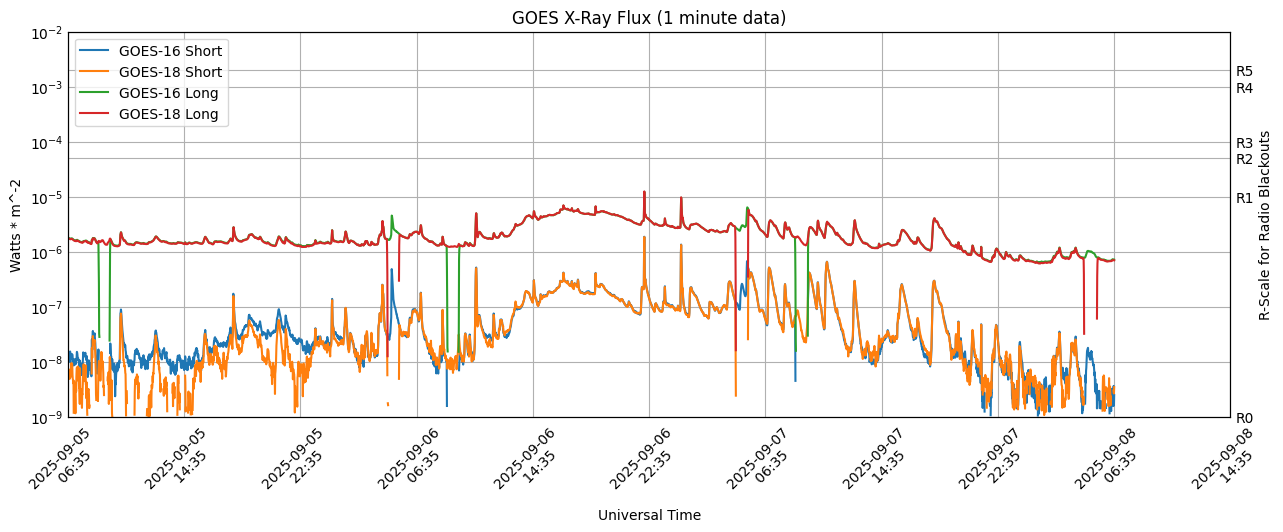 GOES X-Ray Flux (1 minute data)
GOES-16 Short
GOES-18 Short
GOES-16 Long
GOES-18 Long
10^-2
10^-3
10^-4
10^-5
10^-6
10^-7
10^-8
10^-9
Watts * m^-2
R5
R4
R3
R2
R1
R0
R-Scale for Radio Blackouts
2025-09-05
06:35
2025-09-05
14:35
2025-09-05
22:35
2025-09-06
06:35
2025-09-06
14:35
2025-09-06
22:35
2025-09-07
06:35
2025-09-07
14:35
2025-09-07
22:35
2025-09-08
06:35
2025-09-08
14:35
Universal Time